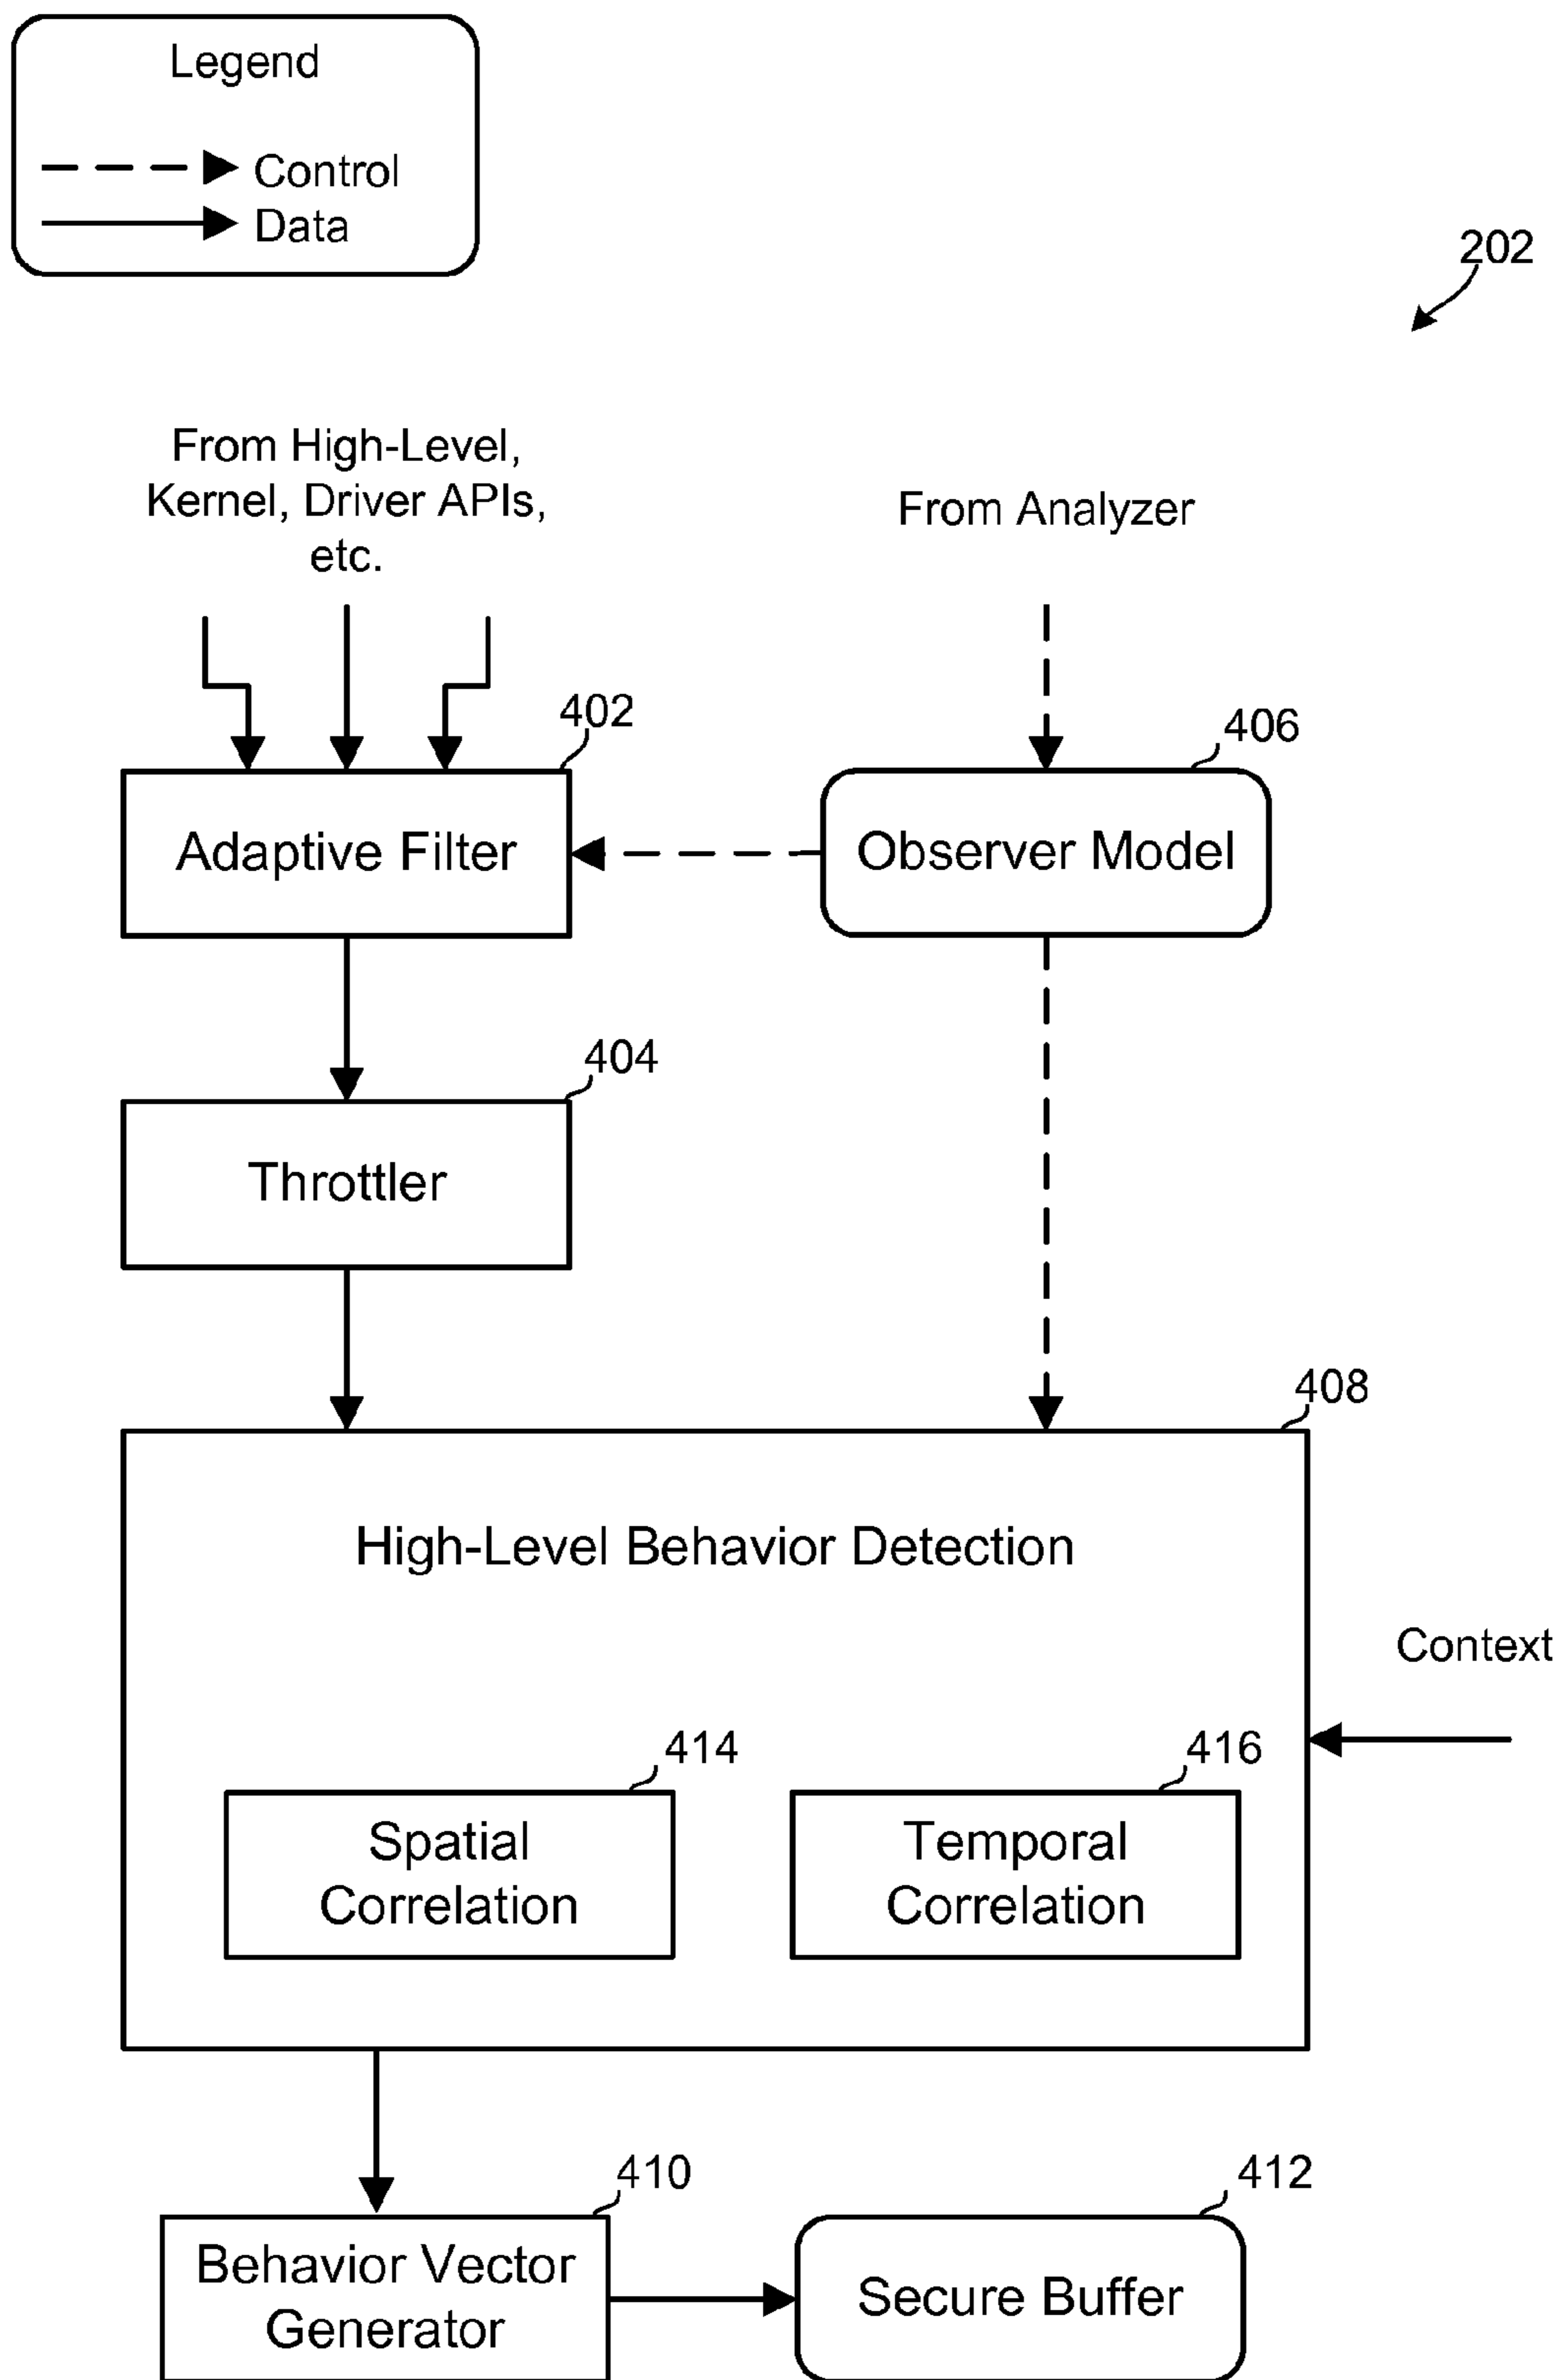 Legend
Control
Data
202
From High-Level,
Kernel, Driver APIs,
etc.
From Analyzer
402
406
Adaptive Filter
Observer Model
404
Throttler
408
High-Level Behavior Detection
Context
414
416
Spatial
Correlation
Temporal
Correlation
410
412
Behavior Vector
Generator
Secure Buffer